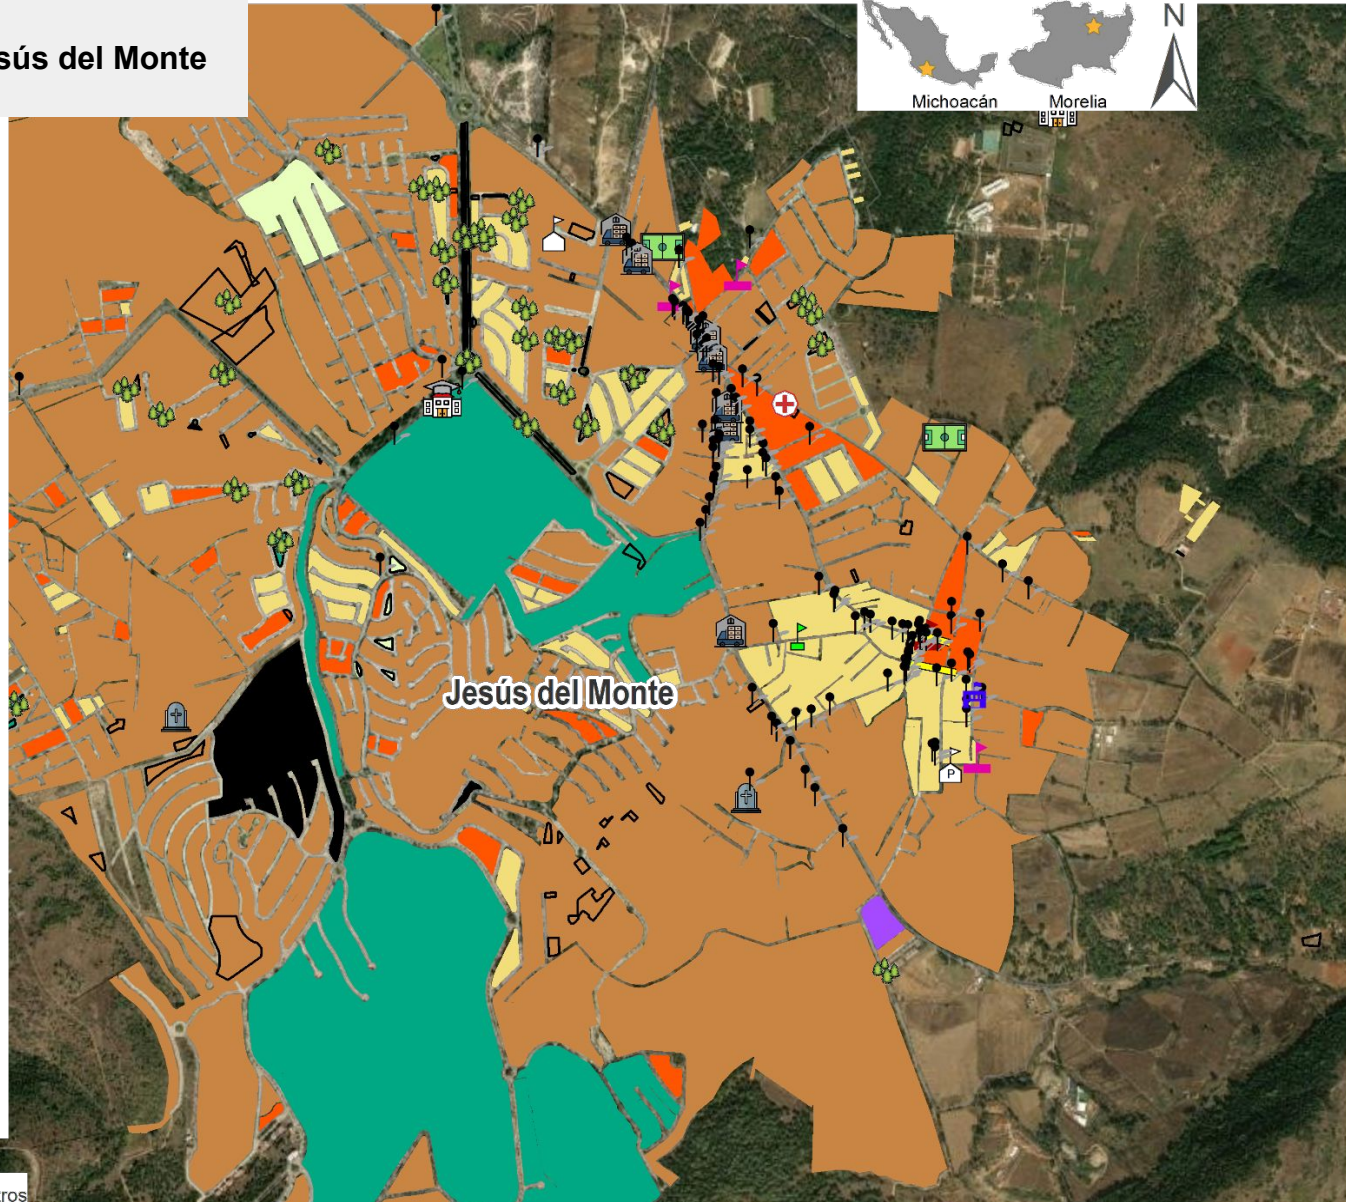 sús del Monte
N
Michoacán
Morelia
Jesús del Monte
P
ros